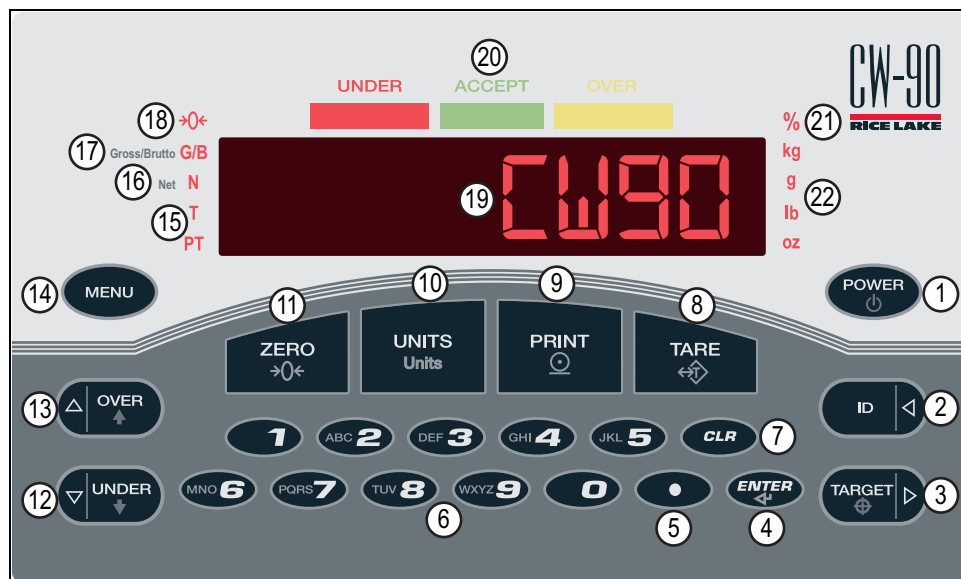 20
UNDER ACCEPT OVER
CW-90
RICE LAKE
18 →0← % 21
17 Gross/Brutto G/B kg
16 Net N g
19 CW90
22
15 T lb
PT oz
14 MENU
11 10 9 8
POWER 1
ZERO →0←
UNITS Units
PRINT
TARE ↔T
13 OVER
ID 2
1 ABC 2 DEF 3 GHI 4 JKL 5 CLR 7
12 UNDER
MNO 6 PQRS 7 TUV 8 WXYZ 9 0 • ENTER
TARGET 3
6 5 4